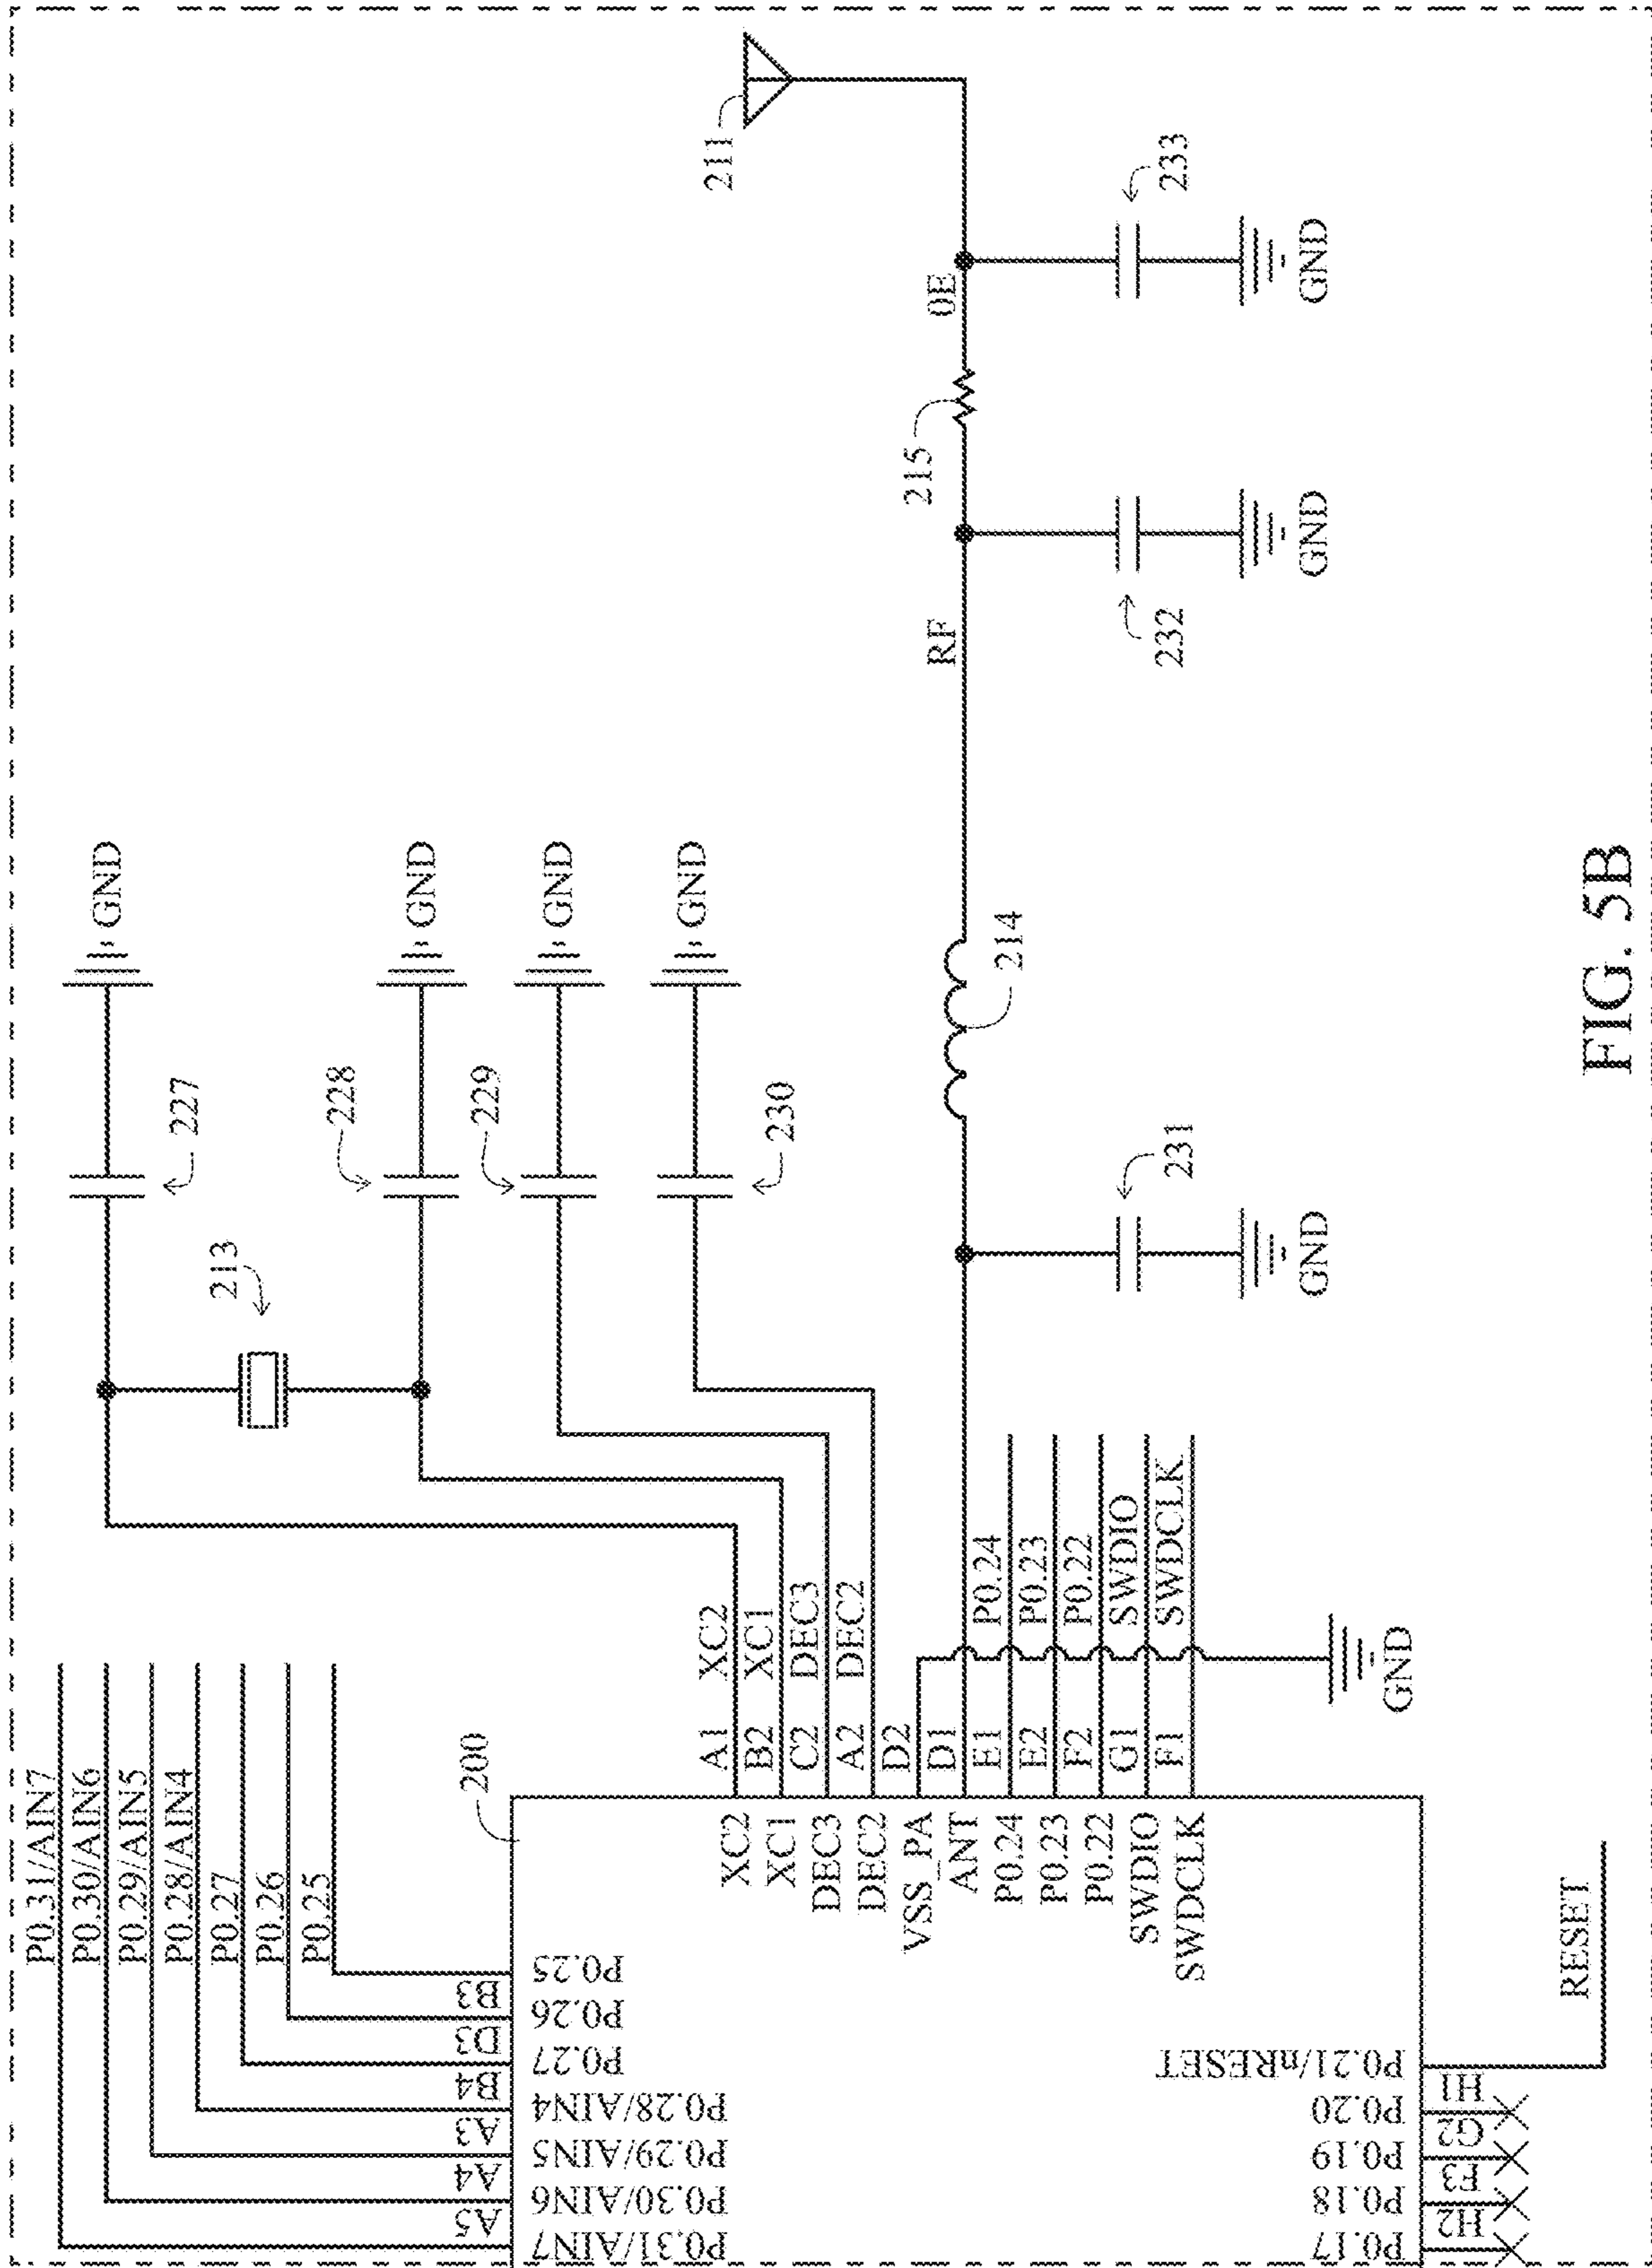 211
233
0E
GND
215
RF
232
GND
GND
GND
GND
GND
227
228
229
230
214
231
GND
213
FIG. 5B
P0.31/AIN7
P0.30/AIN6
P0.29/AIN5
P0.28/AIN4
P0.27
P0.26
P0.25
200
A1 XC2
B2 XC1
C2 DEC3
A2 DEC2
D2
D1
E1 P0.24
E2 P0.23
F2 P0.22
G1 SWDIO
F1 SWDCLK
GND
XC2
XC1
DEC3
DEC2
VSS_PA
ANT
P0.24
P0.23
P0.22
SWDIO
SWDCLK
B3
D3
B4
A3
A4
A5
P0.25
P0.26
P0.27
P0.28/AIN4
P0.29/AIN5
P0.30/AIN6
P0.31/AIN7
P0.21/nRESET
P0.20
P0.19
P0.18
P0.17
H1
G2
F3
H2
RESET